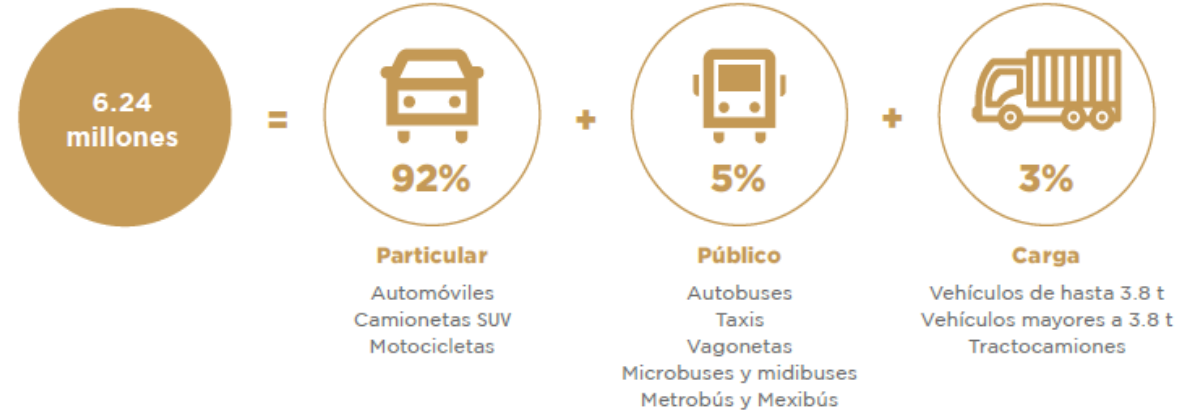 6.24
millones
=
+
+
92%
5%
3%
Particular
Automóviles
Camionetas SUV
Motocicletas
Público
Autobuses
Taxis
Vagonetas
Microbuses y midibuses
Metrobús y Mexibús
Carga
Vehículos de hasta 3.8 t
Vehículos mayores a 3.8 t
Tractocamiones